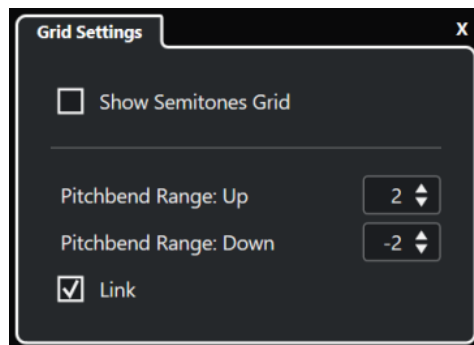 Grid Settings
X
Show Semitones Grid
Pitchbend Range: Up 2
Pitchbend Range: Down -2
Link